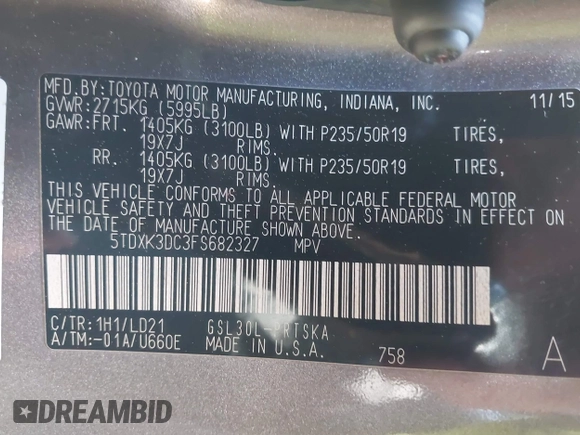 MFD.BY:TOYOTA MOTOR MANUFACTURING, INDIANA, INC. 11/15
GVWR:2715KG (5995LB)
GAWR:FRT. 1405KG (3100LB) WITH P235/50R19 TIRES,
19X7J RIMS.
RR. 1405KG (3100LB) WITH P235/50R19 TIRES,
19X7J RIMS.
THIS VEHICLE CONFORMS TO ALL APPLICABLE FEDERAL MOTOR
VEHICLE SAFETY AND THEFT PREVENTION STANDARDS IN EFFECT ON
THE DATE OF MANUFACTURE SHOWN ABOVE.
5TDXK3DC3FS682327 MPV
C/TR:1H1/LD21 GSL30L-PRTSKA
A/TM:-01A/U660E MADE IN U.S.A. 758 A
DREAMBID